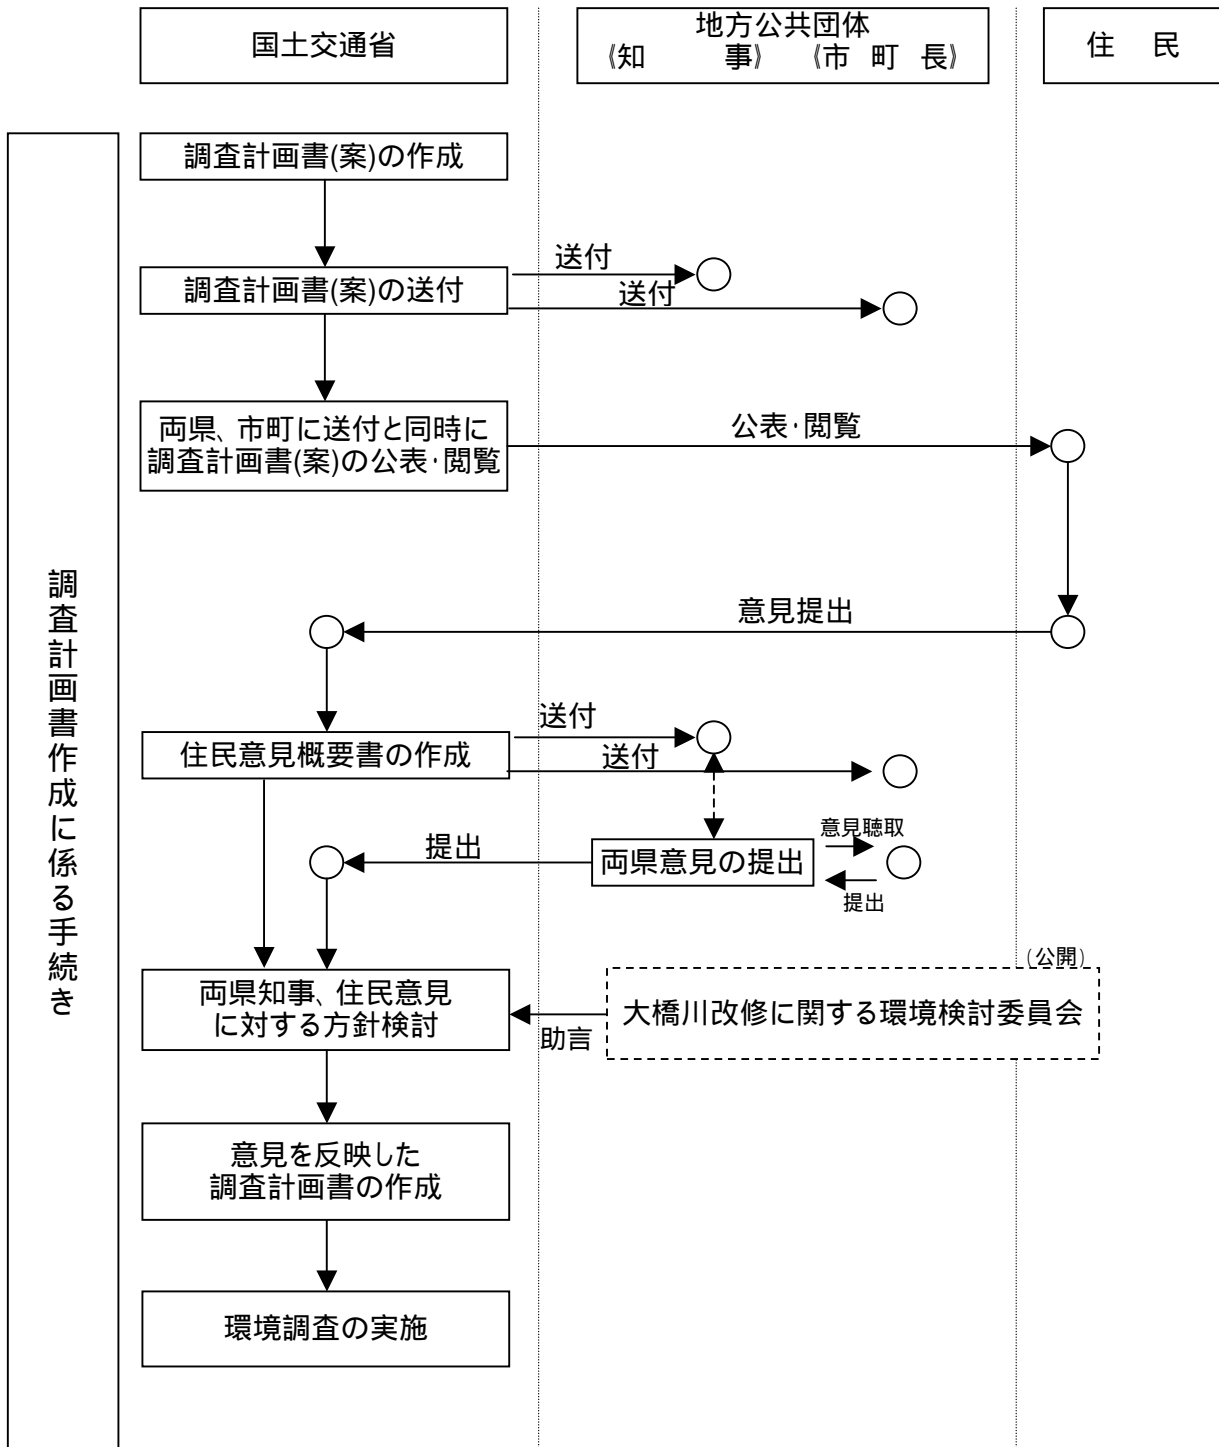 国土交通省
地方公共団体
《知 事》 《市 町 長》
住 民
調査計画書作成に係る手続き
調査計画書(案)の作成
調査計画書(案)の送付
送付
送付
両県、市町に送付と同時に
調査計画書(案)の公表・閲覧
公表・閲覧
意見提出
住民意見概要書の作成
送付
送付
両県意見の提出
提出
意見聴取
提出
(公開)
両県知事、住民意見
に対する方針検討
助言
大橋川改修に関する環境検討委員会
意見を反映した
調査計画書の作成
環境調査の実施